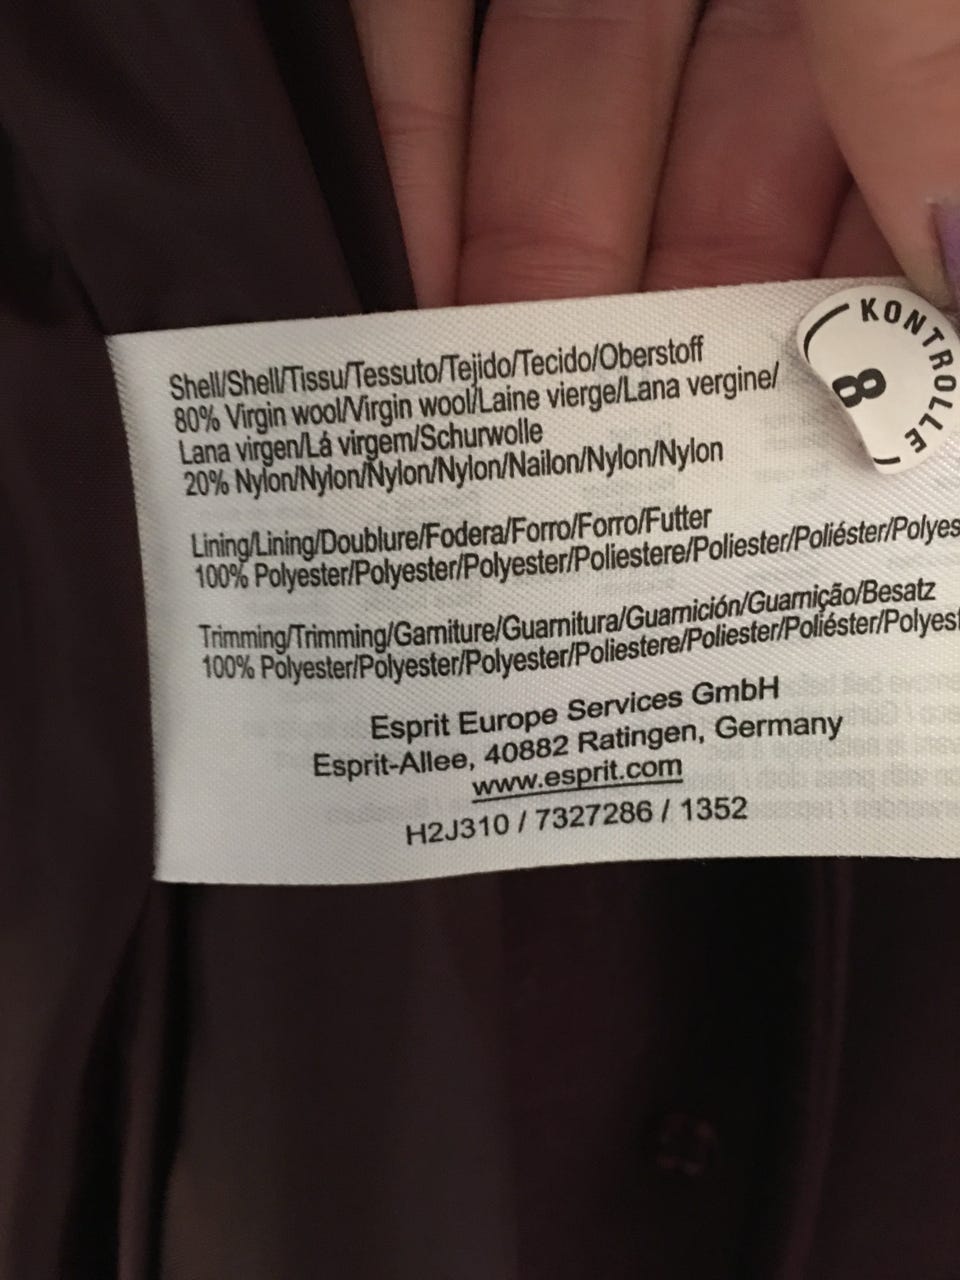 Shell/Shell/Tissu/Tessuto/Tejido/Tecido/Oberstoff
80% Virgin wool/Virgin wool/Laine vierge/Lana vergine/
Lana virgen/Lá virgem/Schurwolle
20% Nylon/Nylon/Nylon/Nylon/Nailon/Nylon/Nylon
Lining/Lining/Doublure/Fodera/Forro/Forro/Futter
100% Polyester/Polyester/Polyester/Poliestere/Poliester/Poliéster/Polyes
Trimming/Trimming/Garniture/Guarnitura/Guarnición/Guarnição/Besatz
100% Polyester/Polyester/Polyester/Poliestere/Poliester/Poliéster/Polyest
Esprit Europe Services GmbH
Esprit-Allee, 40882 Ratingen, Germany
www.esprit.com
H2J310 / 7327286 / 1352
KONTROLLE
8